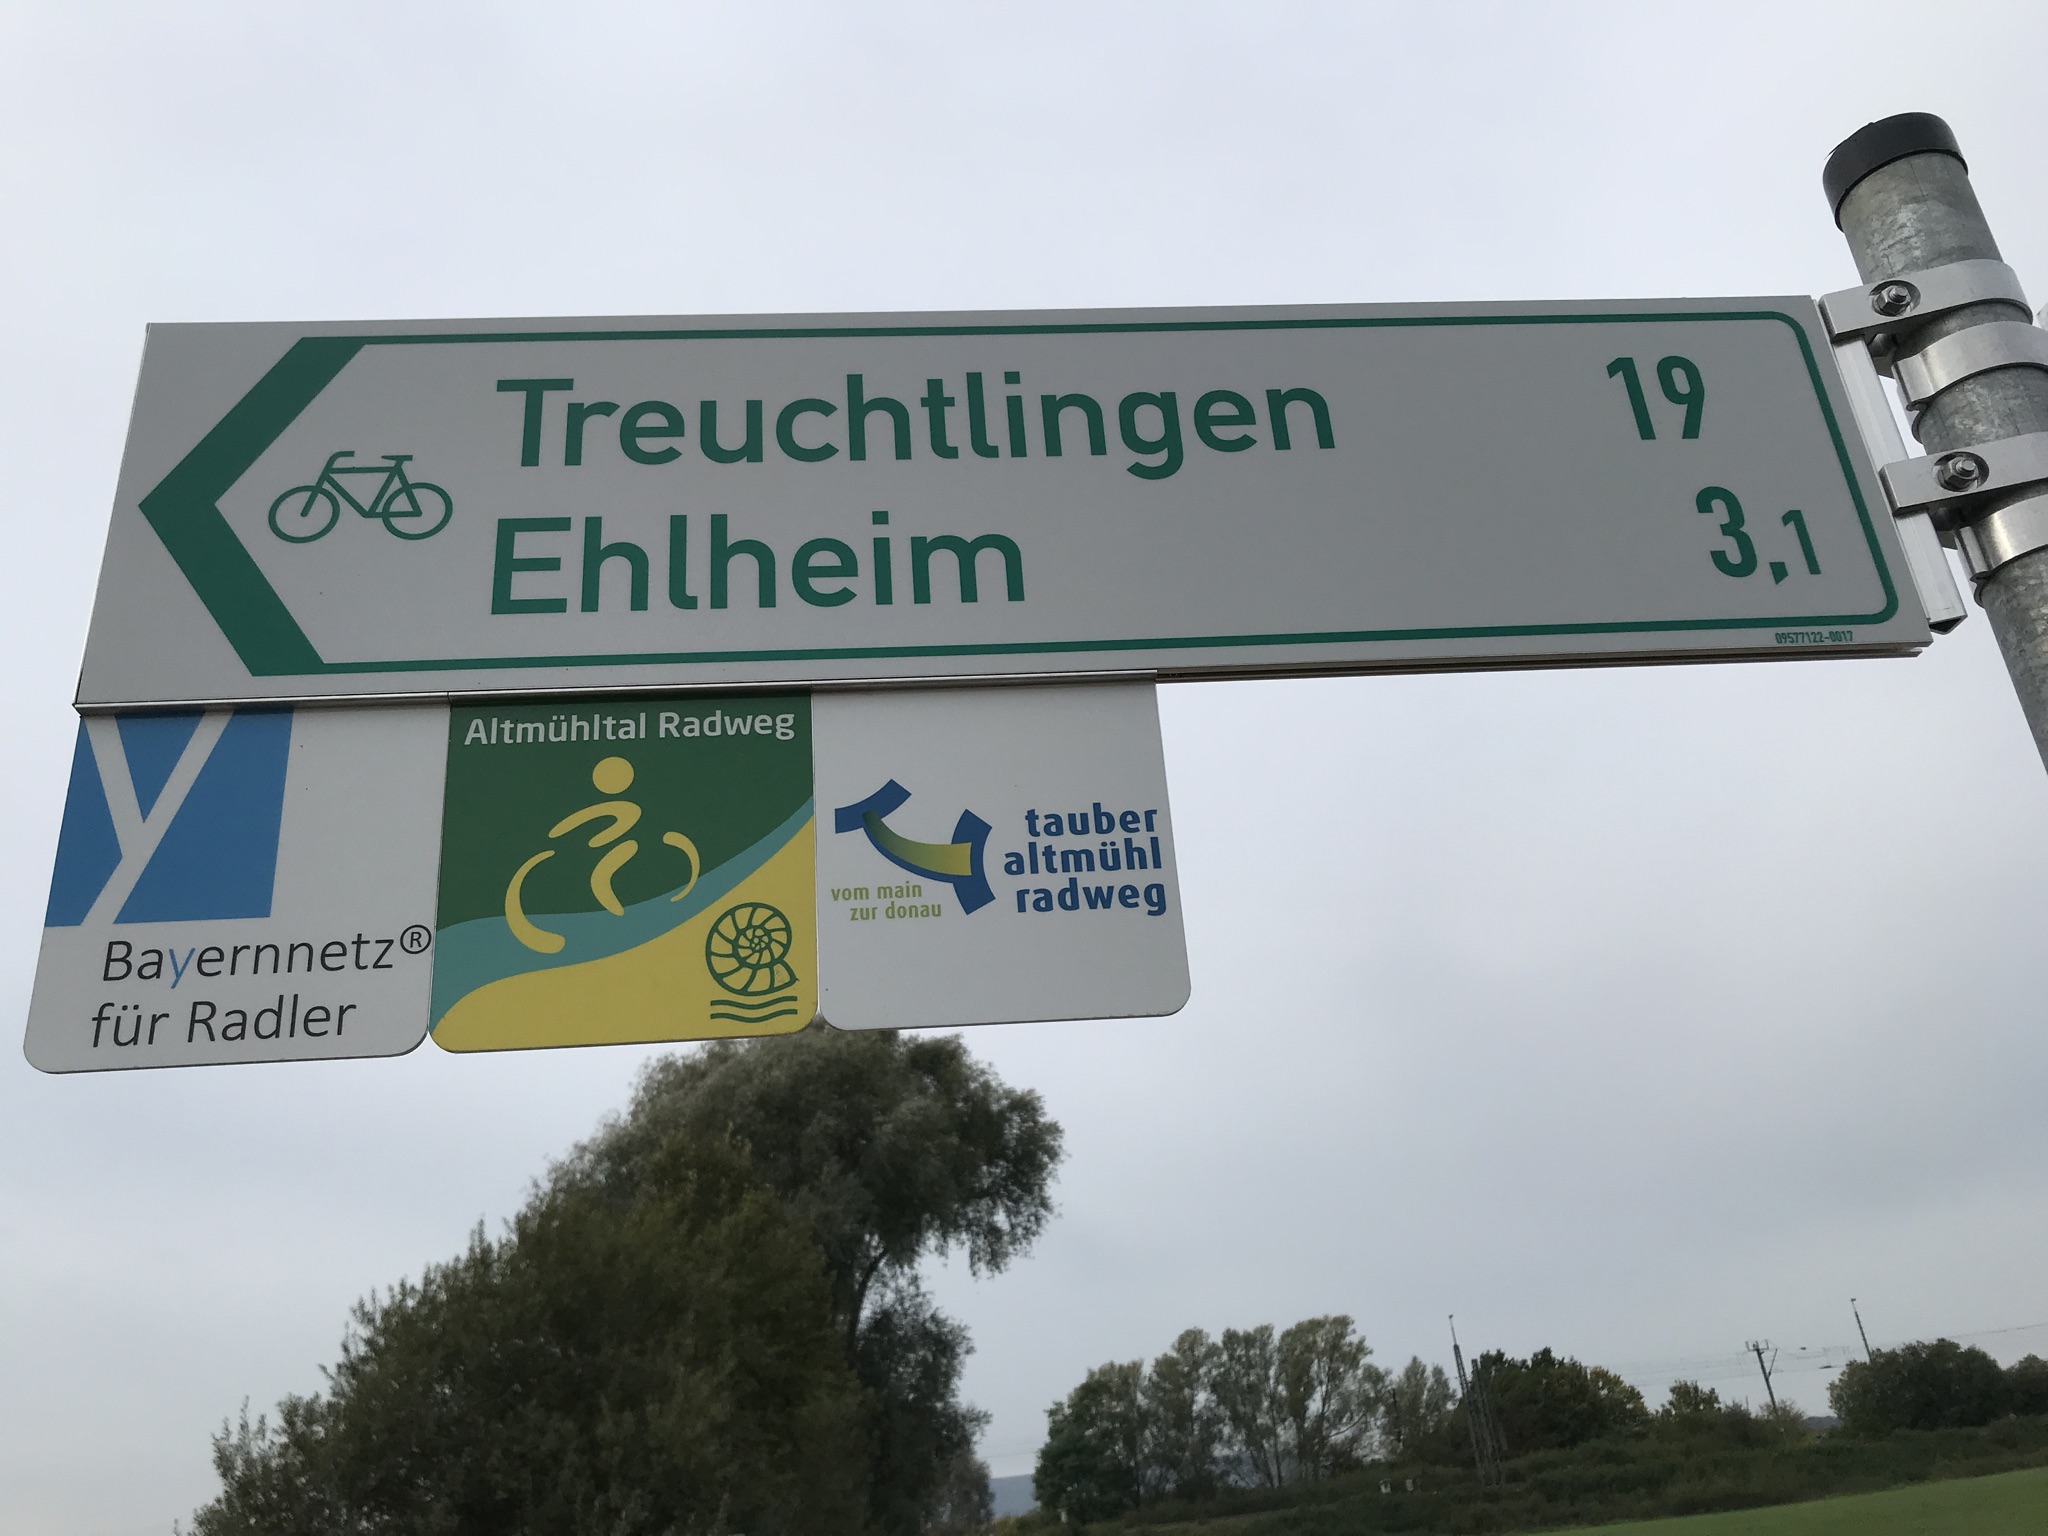 Treuchtlingen 19
Ehlheim 3,1
09577122-0017
Bayernnetz®
für Radler
Altmühltal Radweg
vom main
zur donau
tauber
altmühl
radweg